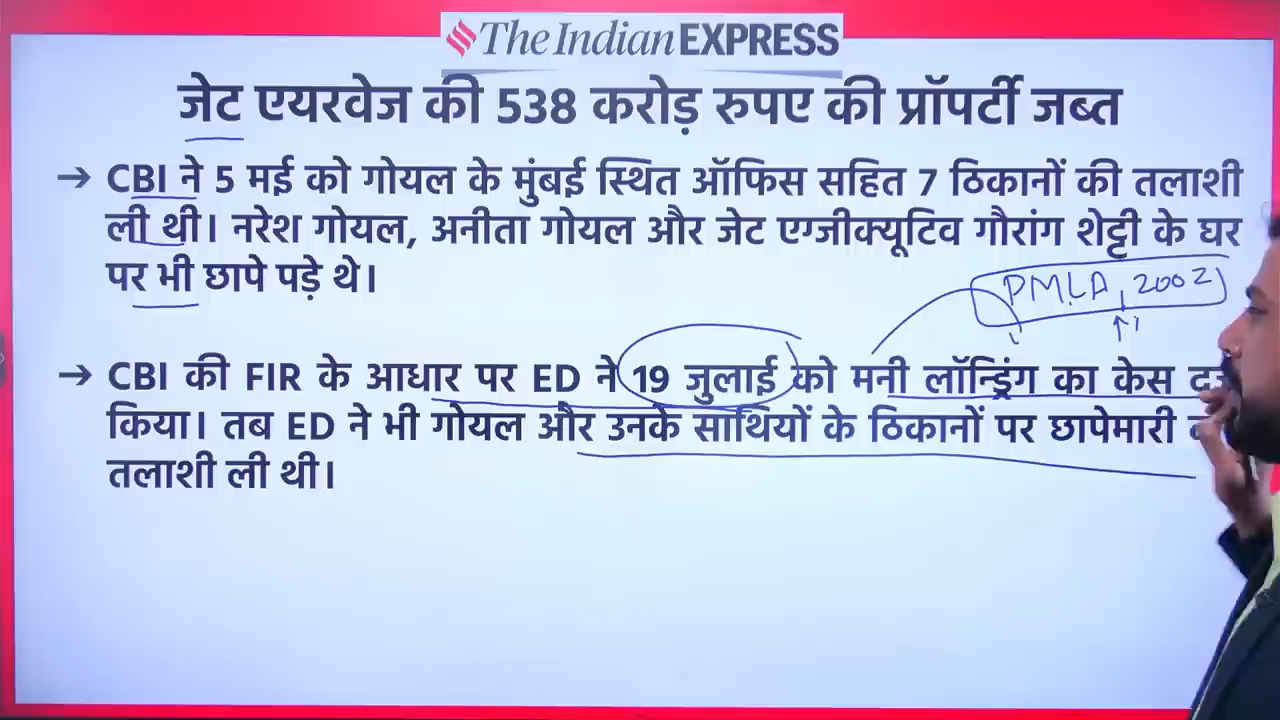 The Indian EXPRESS
जेट एयरवेज की 538 करोड़ रुपए की प्रॉपर्टी जब्त
→ CBI ने 5 मई को गोयल के मुंबई स्थित ऑफिस सहित 7 ठिकानों की तलाशी
ली थी। नरेश गोयल, अनीता गोयल और जेट एग्जीक्यूटिव गौरांग शेट्टी के घर
पर भी छापे पड़े थे।
PMLA, 2002
→ CBI की FIR के आधार पर ED ने 19 जुलाई को मनी लॉन्ड्रिंग का केस
किया। तब ED ने भी गोयल और उनके साथियों के ठिकानों पर छापेमारी
तलाशी ली थी।